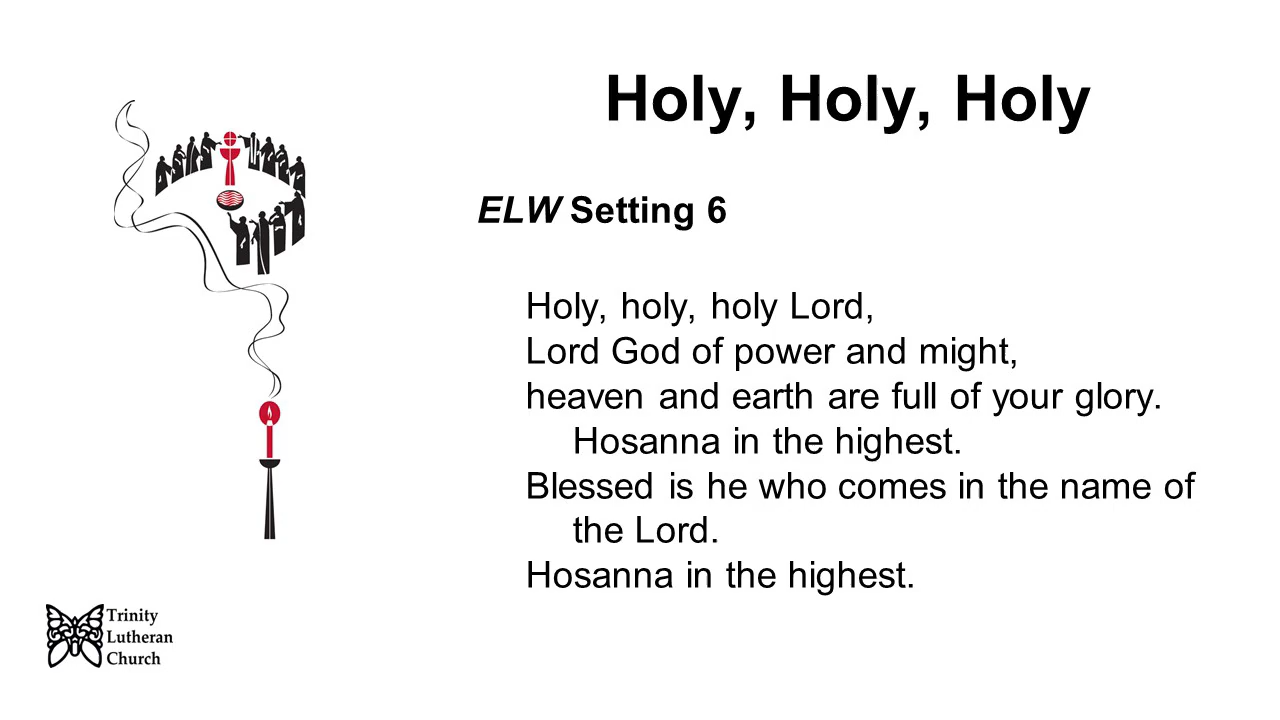 Holy, Holy, Holy
ELW Setting 6
Holy, holy, holy Lord,
Lord God of power and might,
heaven and earth are full of your glory.
Hosanna in the highest.
Blessed is he who comes in the name of
the Lord.
Hosanna in the highest.
Trinity
Lutheran
Church